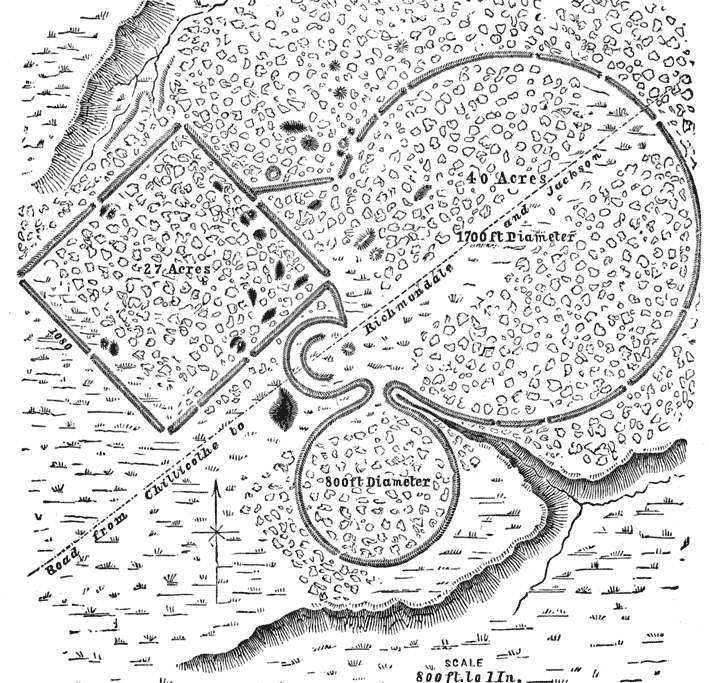 40 Acres
1700 ft Diameter
27 Acres
1080
800 ft Diameter
Road from Chillicothe to Richmondale and Jackson
SCALE
800 ft. to 1 In.